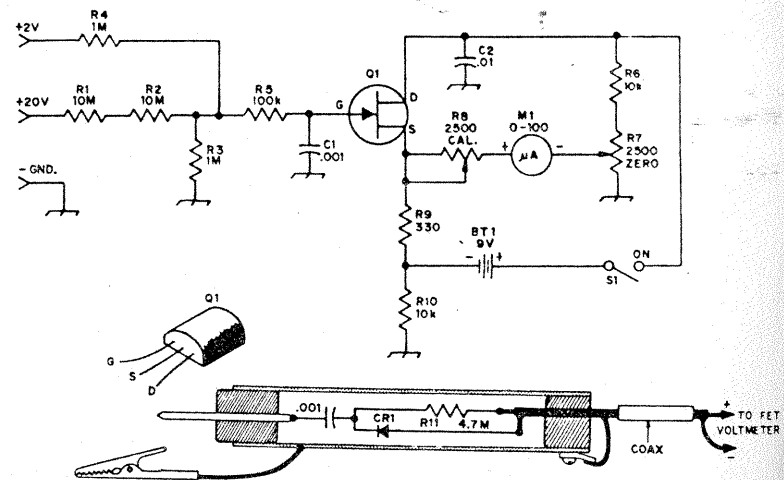 +2V
R4
1M
+20V
R1
10M
R2
10M
R3
1M
R5
100k
C1
.001
- GND.
Q1
G
D
S
C2
.01
R8
2500
CAL.
+
M1
0-100
μA
-
R6
10k
R7
2500
ZERO
R9
330
BT1
9V
- +
ON
S1
R10
10k
Q1
G
S
D
.001
CR1
R11
4.7M
COAX
+
TO FET
VOLTMETER
-